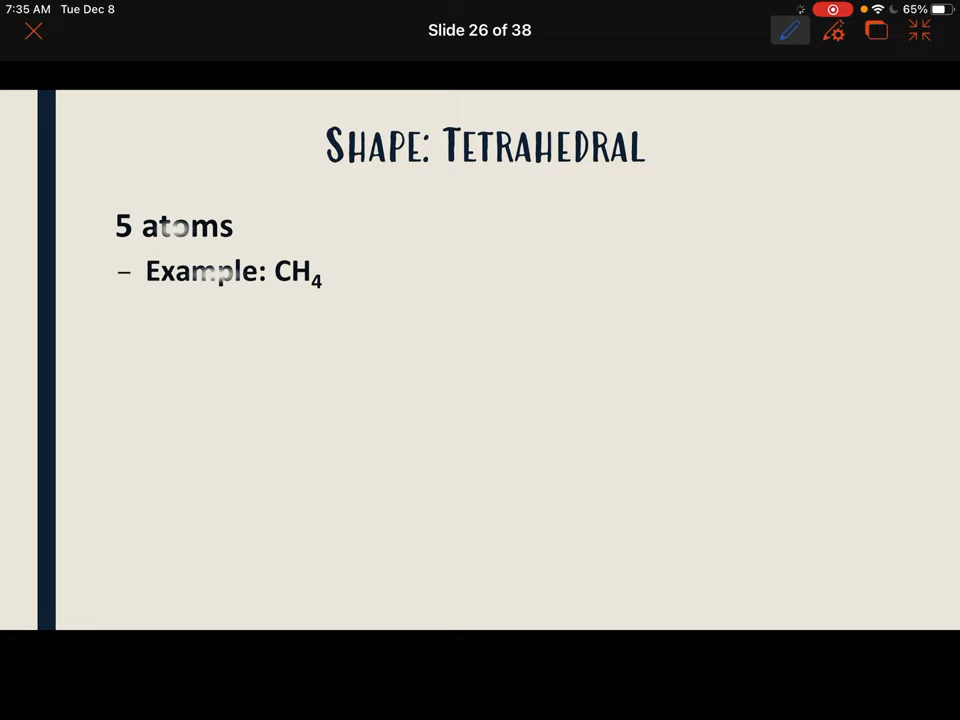 7:35 AM Tue Dec 8
65%
Slide 26 of 38
SHAPE: TETRAHEDRAL
5 atoms
– Example: CH₄